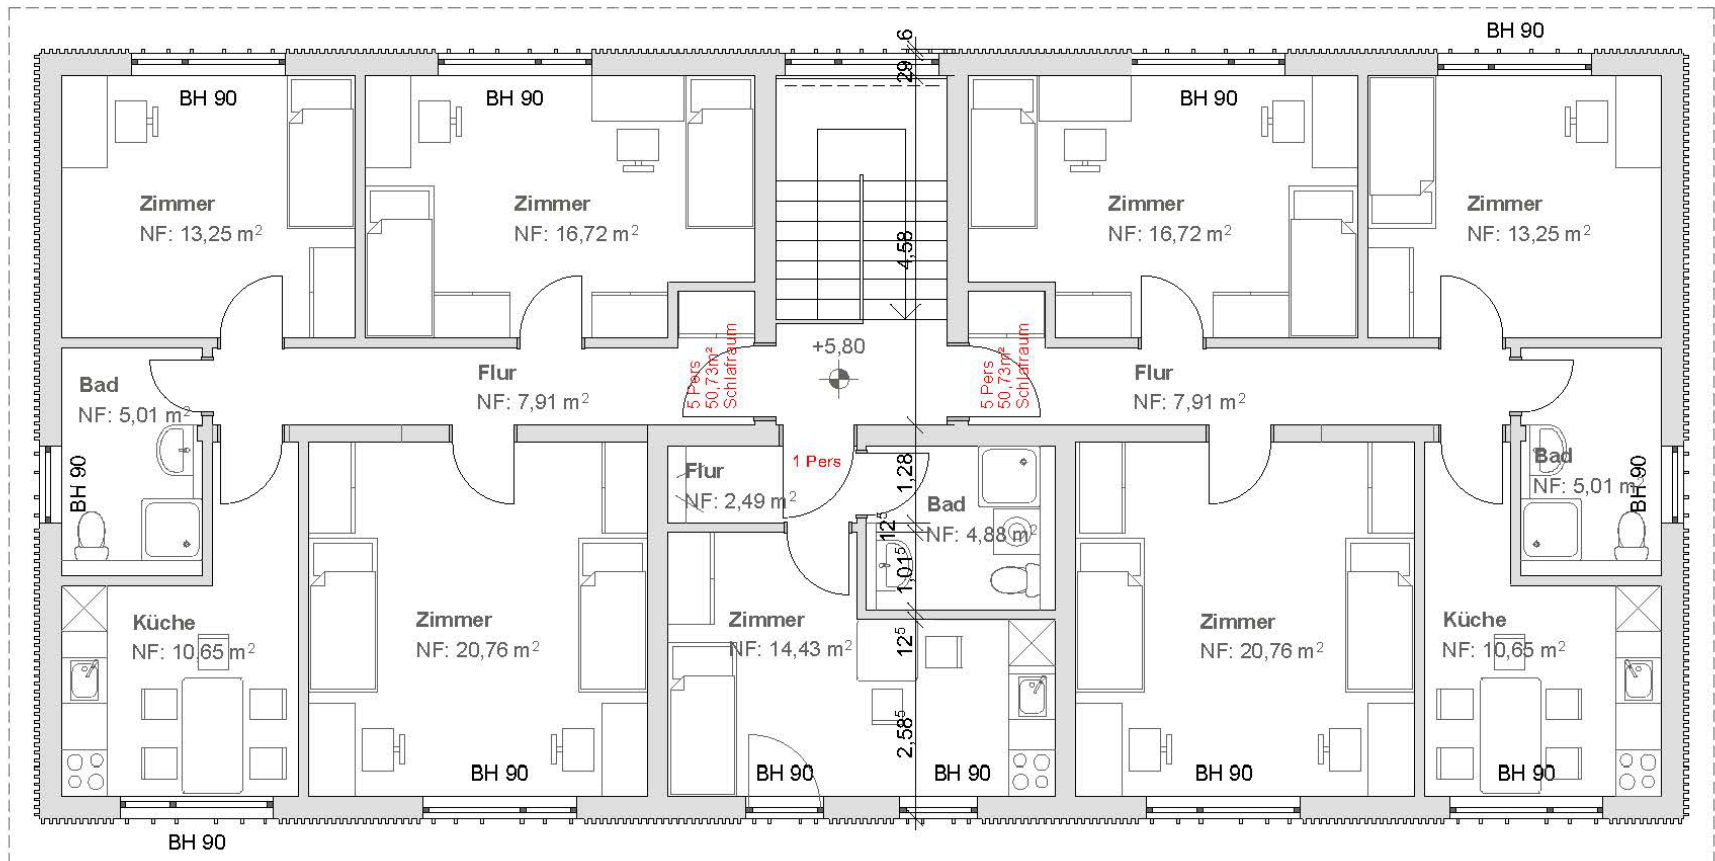 BH 90
6
29
BH 90
BH 90
BH 90
Zimmer
NF: 13,25 m²
Zimmer
NF: 16,72 m²
4,58
Zimmer
NF: 16,72 m²
Zimmer
NF: 13,25 m²
+5,80
5 Pers
50,73m²
Schlafraum
5 Pers
50,73m²
Schlafraum
Bad
NF: 5,01 m²
BH 90
Flur
NF: 7,91 m²
Flur
NF: 7,91 m²
Flur
NF: 2,49 m²
1 Pers
1,28
Bad
NF: 4,88 m²
12⁵
1,01⁵
Bad
NF: 5,01 m²
BH 90
Küche
NF: 10,65 m²
Zimmer
NF: 20,76 m²
Zimmer
NF: 14,43 m²
12⁵
2,58⁵
Zimmer
NF: 20,76 m²
Küche
NF: 10,65 m²
BH 90
BH 90
BH 90
BH 90
BH 90
BH 90